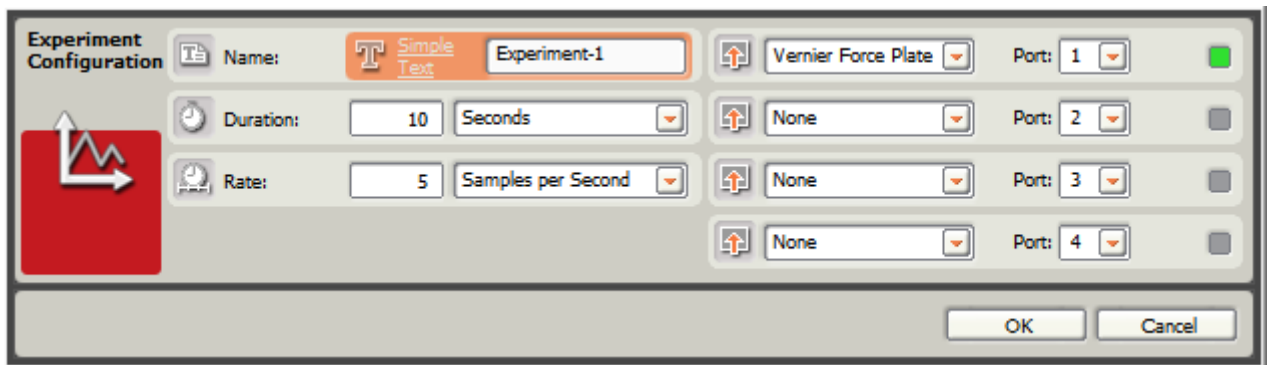 Experiment
Configuration
Name:
Simple
Text
Experiment-1
Vernier Force Plate
Port: 1
Duration:
10
Seconds
None
Port: 2
Rate:
5
Samples per Second
None
Port: 3
None
Port: 4
OK
Cancel